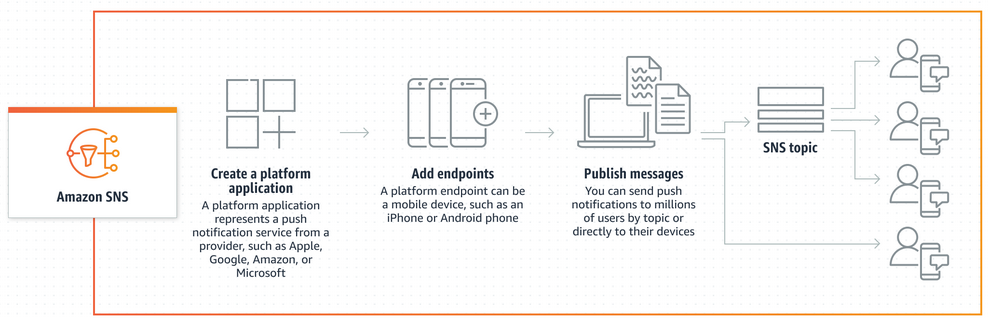 Amazon SNS
Create a platform
application
A platform application
represents a push
notification service from a
provider, such as Apple,
Google, Amazon, or
Microsoft
Add endpoints
A platform endpoint can be
a mobile device, such as an
iPhone or Android phone
Publish messages
You can send push
notifications to millions
of users by topic or
directly to their devices
SNS topic